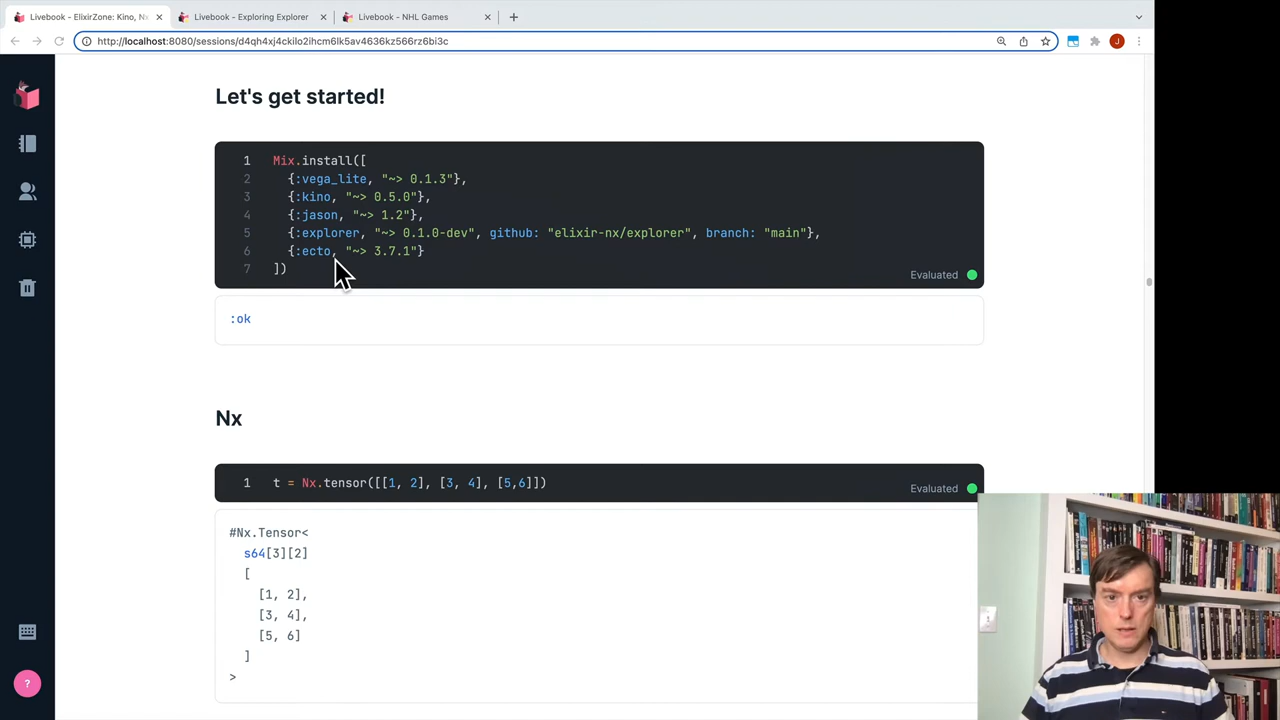 Livebook - ElixirZone: Kino, Nx
Livebook - Exploring Explorer
Livebook - NHL Games
http://localhost:8080/sessions/d4qh4xj4ckilo2ihcm6lk5av4636kz566rz6bi3c
J
Let's get started!
1 Mix.install([
2 {:vega_lite, "~> 0.1.3"},
3 {:kino, "~> 0.5.0"},
4 {:jason, "~> 1.2"},
5 {:explorer, "~> 0.1.0-dev", github: "elixir-nx/explorer", branch: "main"},
6 {:ecto, "~> 3.7.1"}
7 ])
Evaluated
:ok
Nx
1 t = Nx.tensor([[1, 2], [3, 4], [5,6]])
Evaluated
#Nx.Tensor<
s64[3][2]
[
[1, 2],
[3, 4],
[5, 6]
]
>
?